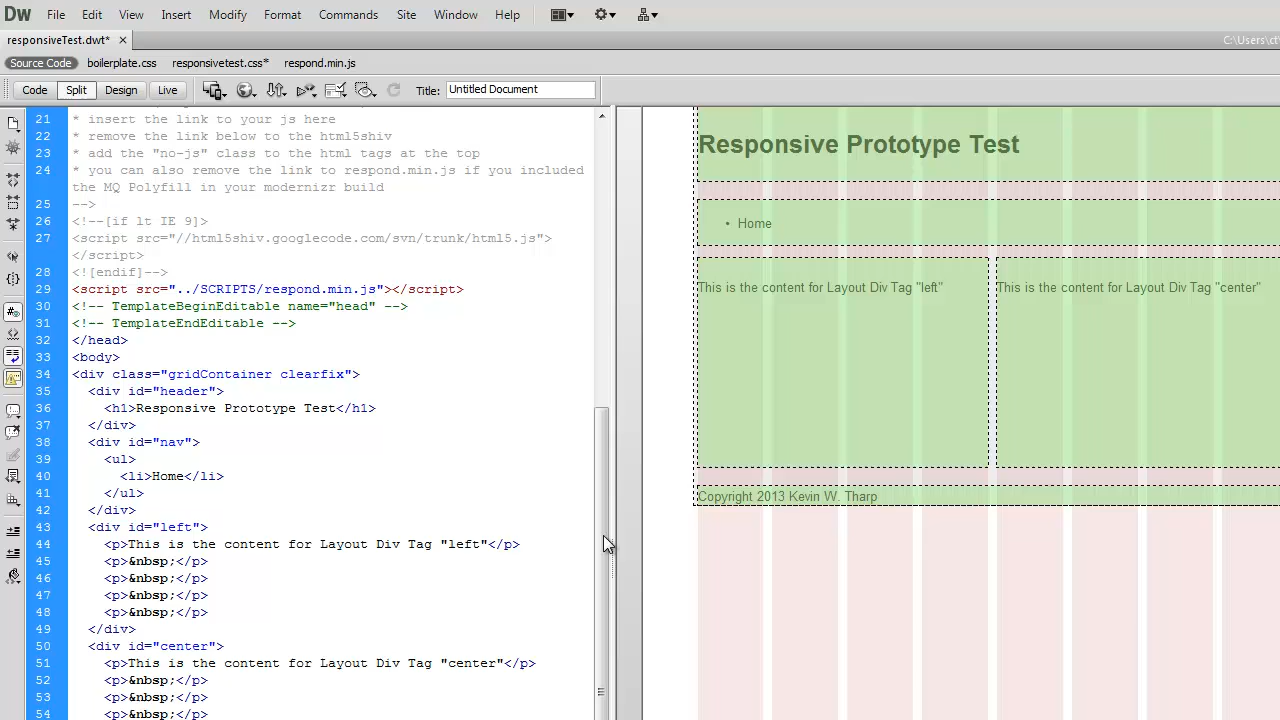 Dw File Edit View Insert Modify Format Commands Site Window Help
responsiveTest.dwt* ×
C:\Users\ct
Source Code boilerplate.css responsivetest.css* respond.min.js
Code Split Design Live Title: Untitled Document
21 * insert the link to your js here
22 * remove the link below to the html5shiv
23 * add the "no-js" class to the html tags at the top
24 * you can also remove the link to respond.min.js if you included
the MQ Polyfill in your modernizr build
25 -->
26 <!--[if lt IE 9]>
27 <script src="//html5shiv.googlecode.com/svn/trunk/html5.js">
</script>
28 <![endif]-->
29 <script src="../SCRIPTS/respond.min.js"></script>
30 <!-- TemplateBeginEditable name="head" -->
31 <!-- TemplateEndEditable -->
32 </head>
33 <body>
34 <div class="gridContainer clearfix">
35 <div id="header">
36 <h1>Responsive Prototype Test</h1>
37 </div>
38 <div id="nav">
39 <ul>
40 <li>Home</li>
41 </ul>
42 </div>
43 <div id="left">
44 <p>This is the content for Layout Div Tag "left"</p>
45 <p>&nbsp;</p>
46 <p>&nbsp;</p>
47 <p>&nbsp;</p>
48 <p>&nbsp;</p>
49 </div>
50 <div id="center">
51 <p>This is the content for Layout Div Tag "center"</p>
52 <p>&nbsp;</p>
53 <p>&nbsp;</p>
54 <p>&nbsp;</p>
Responsive Prototype Test
• Home
This is the content for Layout Div Tag "left"
This is the content for Layout Div Tag "center"
Copyright 2013 Kevin W. Tharp